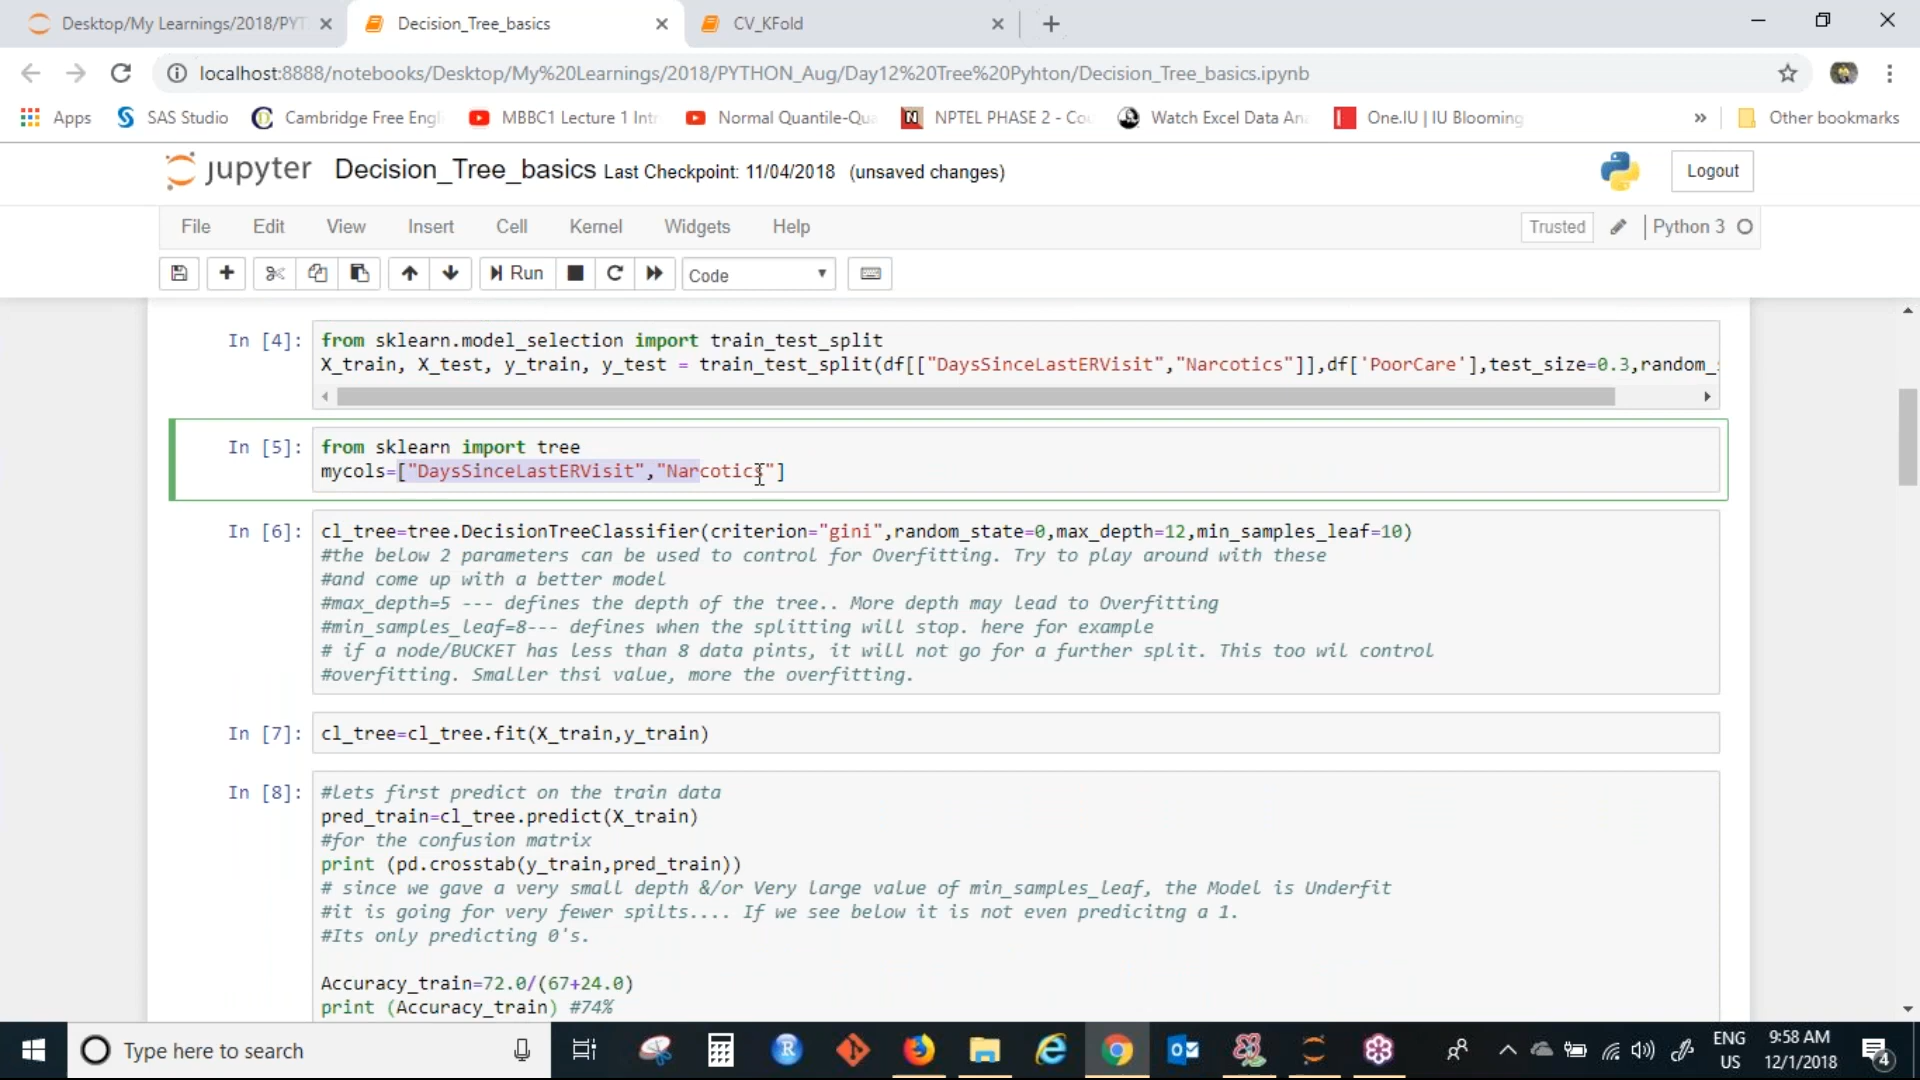 Desktop/My Learnings/2018/PYT
Decision_Tree_basics
CV_KFold
localhost:8888/notebooks/Desktop/My%20Learnings/2018/PYTHON_Aug/Day12%20Tree%20Pyhton/Decision_Tree_basics.ipynb
Apps
SAS Studio
Cambridge Free Engl
MBBC1 Lecture 1 Intr
Normal Quantile-Qua
NPTEL PHASE 2 - Cou
Watch Excel Data Ana
One.IU | IU Blooming
»
Other bookmarks
jupyter Decision_Tree_basics Last Checkpoint: 11/04/2018 (unsaved changes)
Logout
File Edit View Insert Cell Kernel Widgets Help
Trusted
Python 3
Run
Code
In [4]: from sklearn.model_selection import train_test_split
X_train, X_test, y_train, y_test = train_test_split(df[["DaysSinceLastERVisit","Narcotics"]],df['PoorCare'],test_size=0.3,random_
In [5]: from sklearn import tree
mycols=["DaysSinceLastERVisit","Narcotics"]
In [6]: cl_tree=tree.DecisionTreeClassifier(criterion="gini",random_state=0,max_depth=12,min_samples_leaf=10)
#the below 2 parameters can be used to control for Overfitting. Try to play around with these
#and come up with a better model
#max_depth=5 --- defines the depth of the tree.. More depth may lead to Overfitting
#min_samples_leaf=8--- defines when the splitting will stop. here for example
# if a node/BUCKET has less than 8 data pints, it will not go for a further split. This too wil control
#overfitting. Smaller thsi value, more the overfitting.
In [7]: cl_tree=cl_tree.fit(X_train,y_train)
In [8]: #lets first predict on the train data
pred_train=cl_tree.predict(X_train)
#for the confusion matrix
print (pd.crosstab(y_train,pred_train))
# since we gave a very small depth &/or Very large value of min_samples_leaf, the Model is Underfit
#it is going for very fewer spilts.... If we see below it is not even predicitng a 1.
#Its only predicting 0's.
Accuracy_train=72.0/(67+24.0)
print (Accuracy_train) #74%
Type here to search
ENG
US
9:58 AM
12/1/2018
4